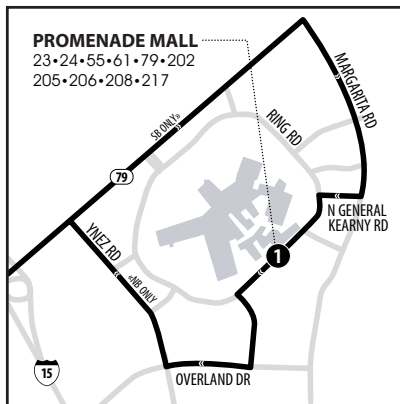 PROMENADE MALL
23•24•55•61•79•202
205•206•208•217
SB ONLY»
MARGARITA RD
RING RD
79
YNEZ RD
«NB ONLY
N GENERAL
KEARNY RD
1
15
OVERLAND DR